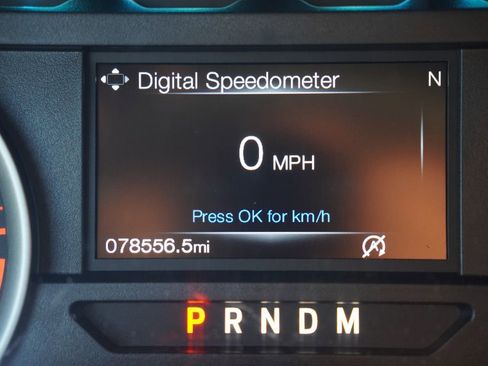 Digital Speedometer N
0 MPH
Press OK for km/h
078556.5mi
P R N D M